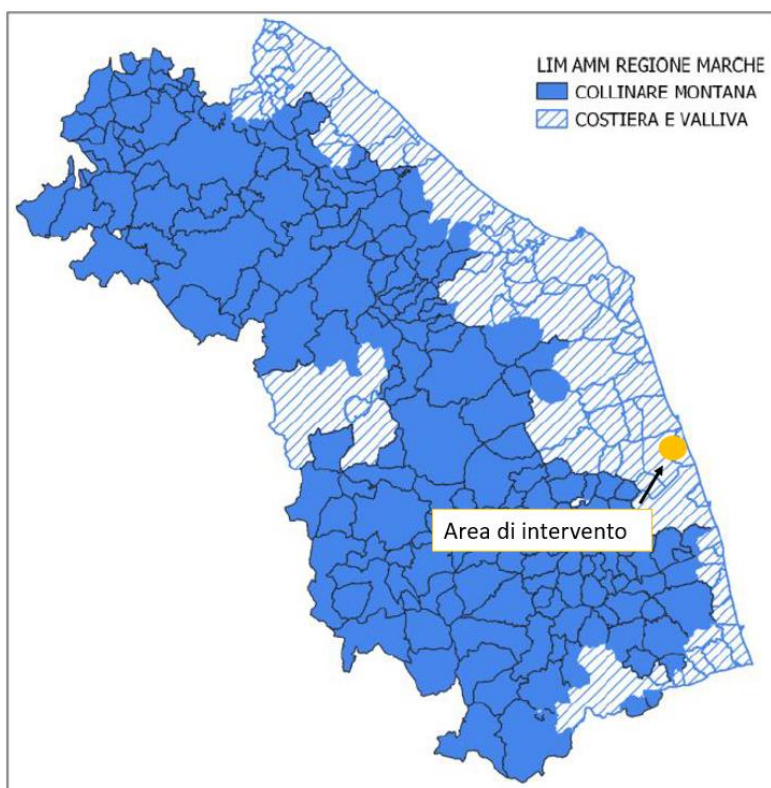 LIM AMM REGIONE MARCHE
COLLINARE MONTANA
COSTIERA E VALLIVA
Area di intervento